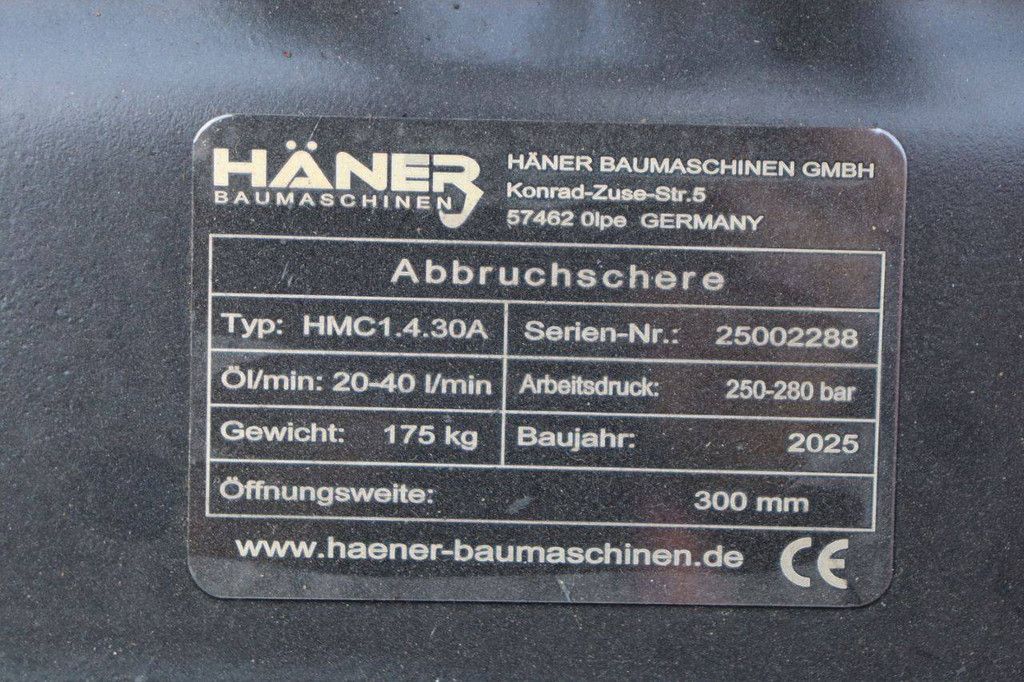 HÄNER
BAUMASCHINEN
HÄNER BAUMASCHINEN GMBH
Konrad-Zuse-Str.5
57462 0lpe GERMANY
Abbruchschere
Typ: HMC1.4.30A Serien-Nr.: 25002288
Öl/min: 20-40 l/min Arbeitsdruck: 250-280 bar
Gewicht: 175 kg Baujahr: 2025
Öffnungsweite: 300 mm
www.haener-baumaschinen.de CE